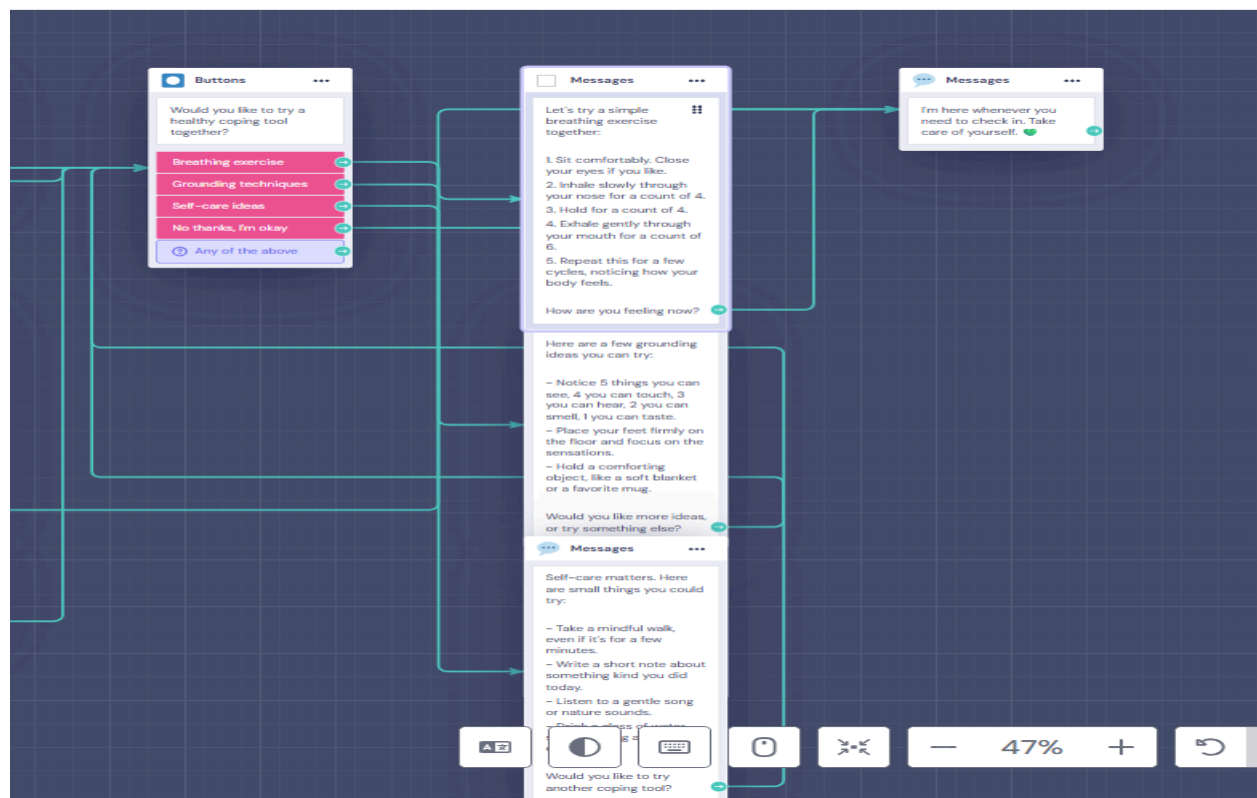 Buttons
Would you like to try a
healthy coping tool
together?
Breathing exercise
Grounding techniques
Self-care ideas
No thanks, I'm okay
Any of the above
Messages
Let's try a simple
breathing exercise
together:
1. Sit comfortably. Close
your eyes if you like.
2. Inhale slowly through
your nose for a count of 4.
3. Hold for a count of 4.
4. Exhale gently through
your mouth for a count of
6.
5. Repeat this for a few
cycles, noticing how your
body feels.
How are you feeling now?
Here are a few grounding
ideas you can try:
- Notice 5 things you can
see, 4 you can touch, 3
you can hear, 2 you can
smell, 1 you can taste.
- Place your feet firmly on
the floor and focus on the
sensations.
- Hold a comforting
object, like a soft blanket
or a favorite mug.
Would you like more ideas,
or try something else?
Messages
Self-care matters. Here
are small things you could
try:
- Take a mindful walk,
even if it's for a few
minutes.
- Write a short note about
something kind you did
today.
- Listen to a gentle song
or nature sounds.
- Drink a glass of water
Would you like to try
another coping tool?
Messages
I'm here whenever you
need to check in. Take
care of yourself.
47%